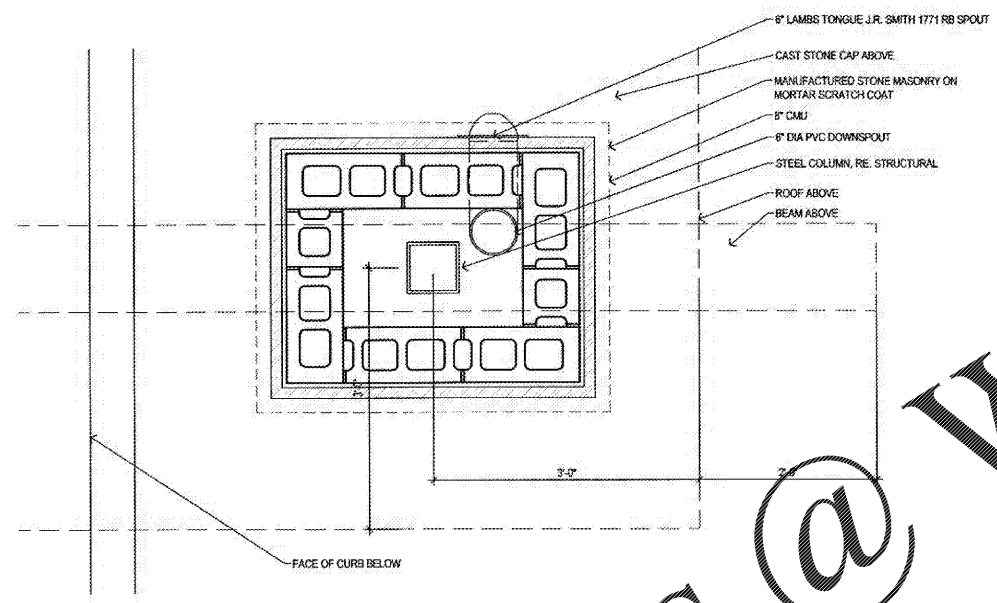 6" LAMBS TONGUE J.R. SMITH 1771 RB SPOUT
CAST STONE CAP ABOVE
MANUFACTURED STONE MASONRY ON
MORTAR SCRATCH COAT
8" CMU
6" DIA PVC DOWNSPOUT
STEEL COLUMN, RE. STRUCTURAL
ROOF ABOVE
BEAM ABOVE
3'-0"
3'-0"
FACE OF CURB BELOW
@ V